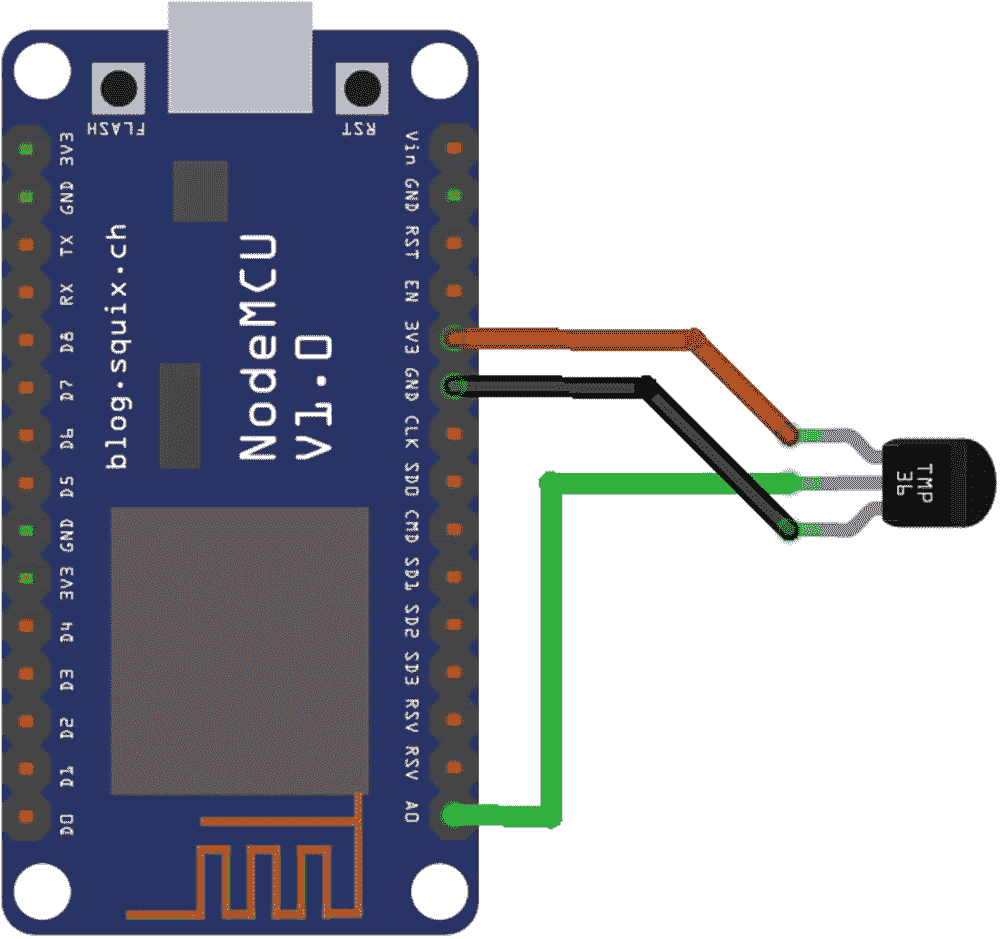 FLASH
RST
3V3
GND
TX
RX
D8
D7
D6
D5
GND
3V3
D4
D3
D2
D1
D0
blog.squix.ch
NodeMCU
V1.0
Vin
GND
RST
EN
3V3
GND
CLK
SD0
CMD
SD1
SD2
SD3
RSV
RSV
A0
TMP
36